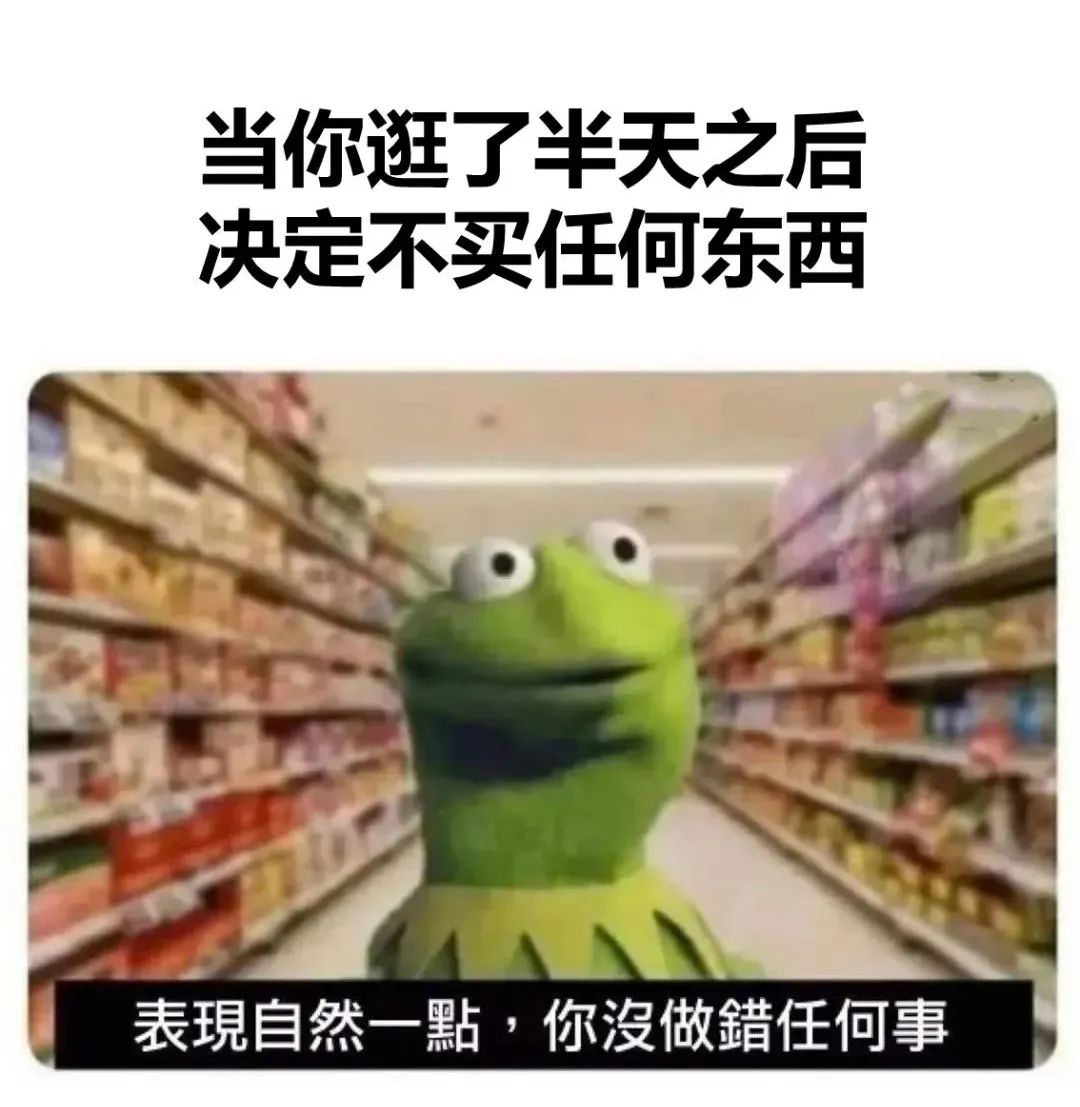 当你逛了半天之后
决定不买任何东西
表現自然一點，你沒做錯任何事